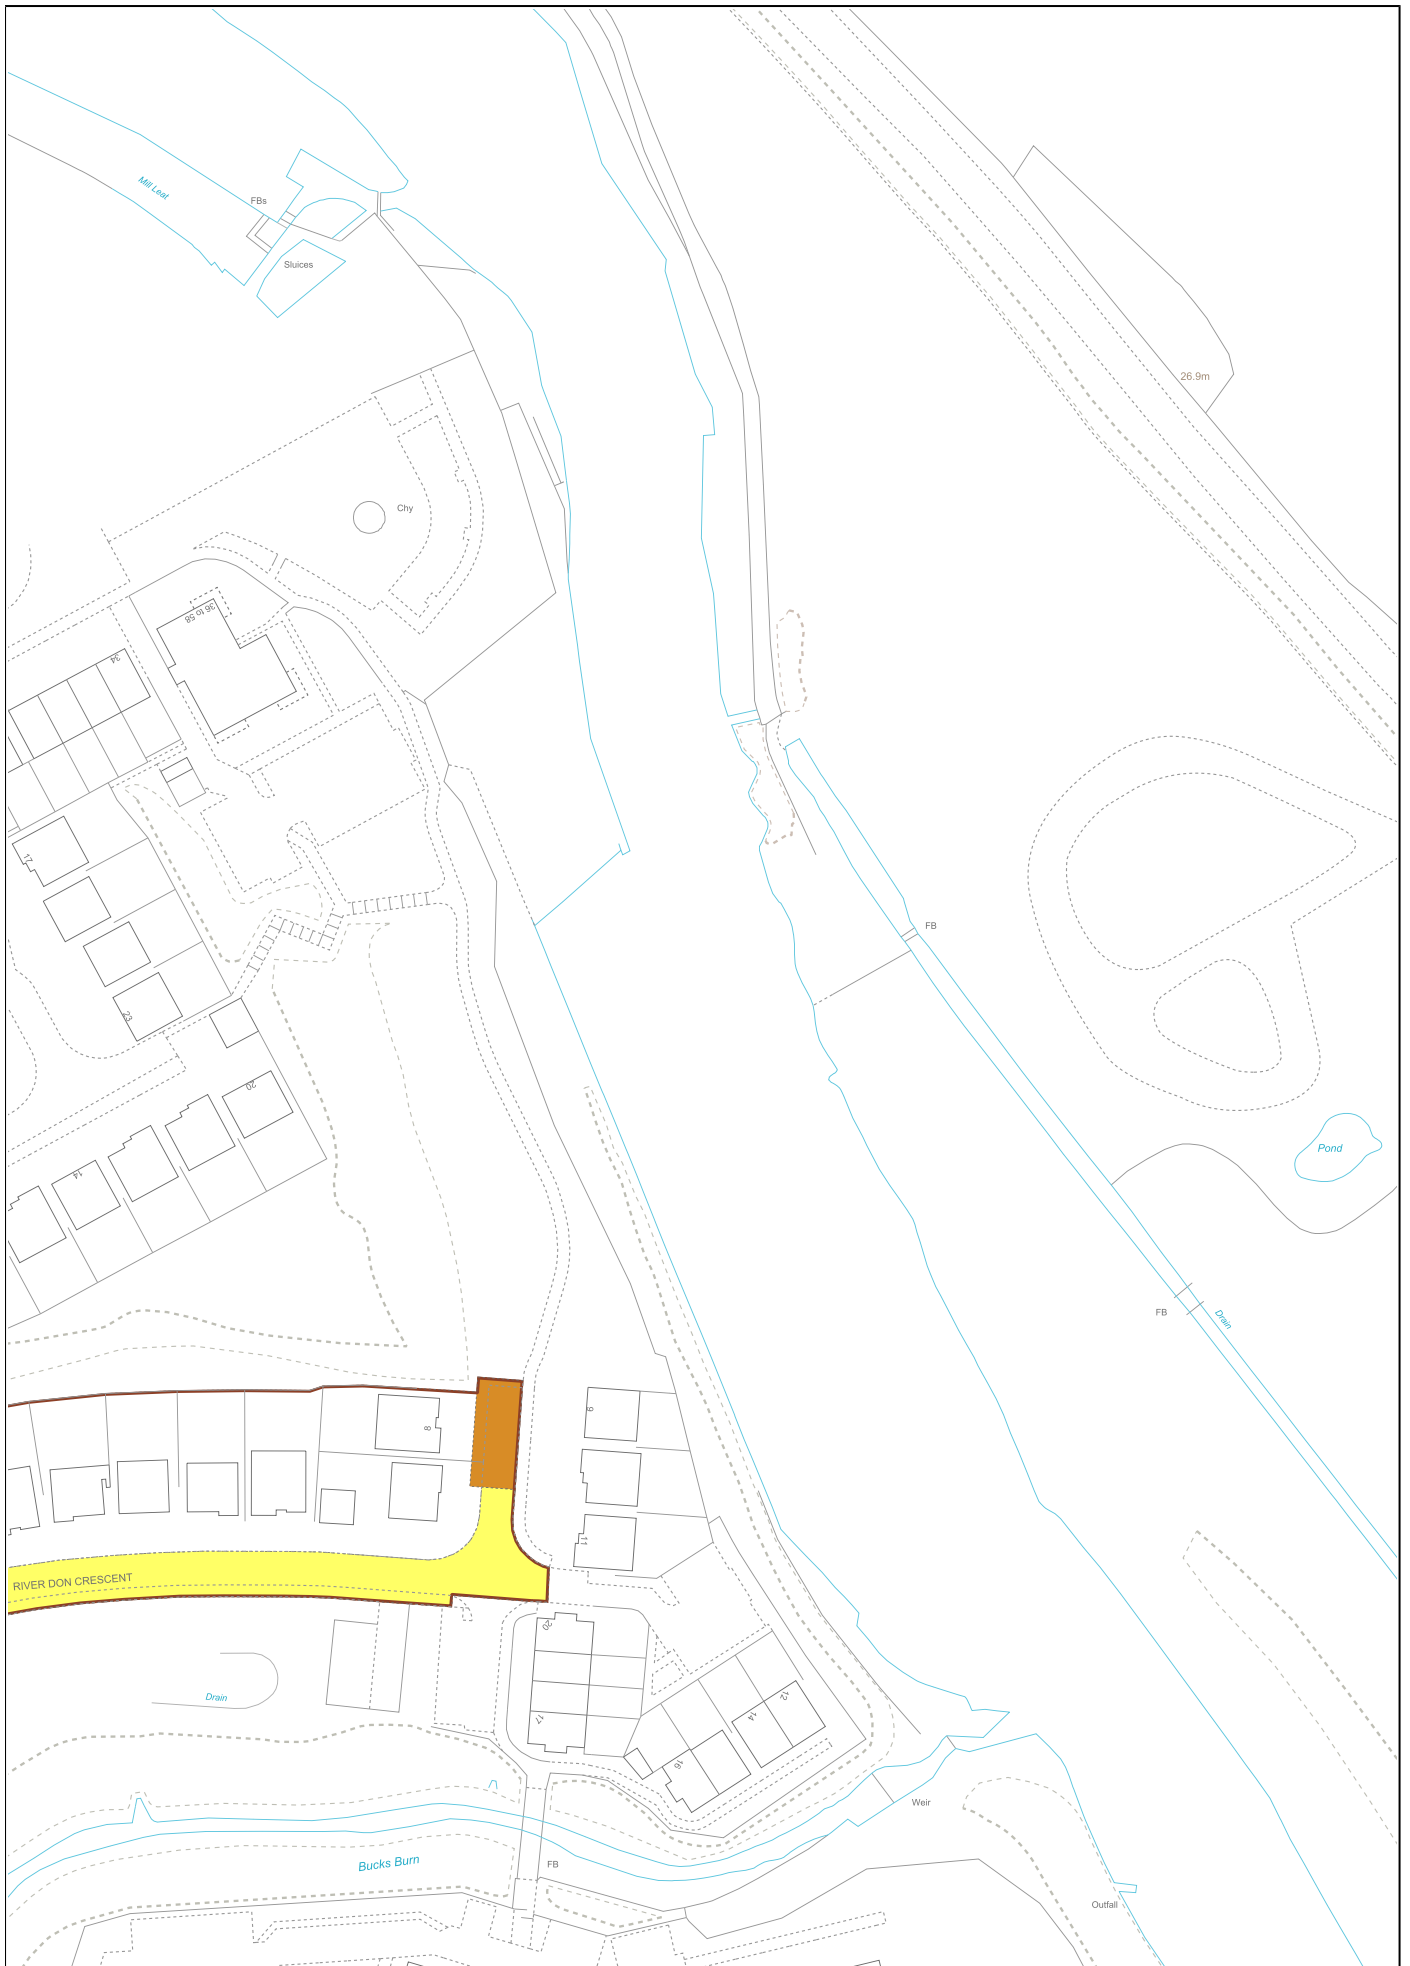 Mill Leat
FBs
Sluices
26.9m
Chy
36 to 58
34
17
FB
23
20
14
Pond
FB
Drain
9
8
11
RIVER DON CRESCENT
20
12
14
Drain
17
16
Weir
Bucks Burn
FB
Outfall